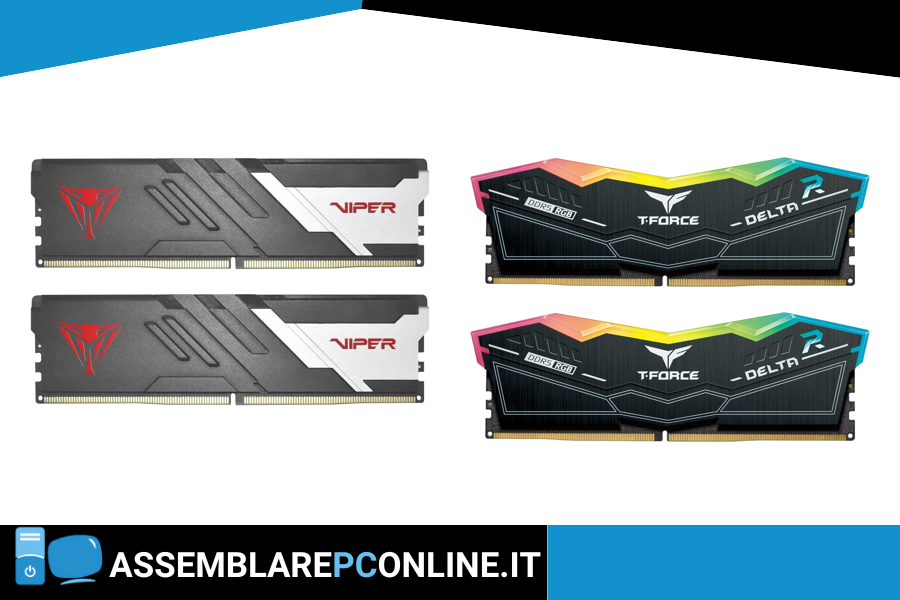 VIPER
VIPER
DDR5 RGB
T-FORCE
DELTA R
DDR5 RGB
T-FORCE
DELTA R
ASSEMBLAREPCONLINE.IT